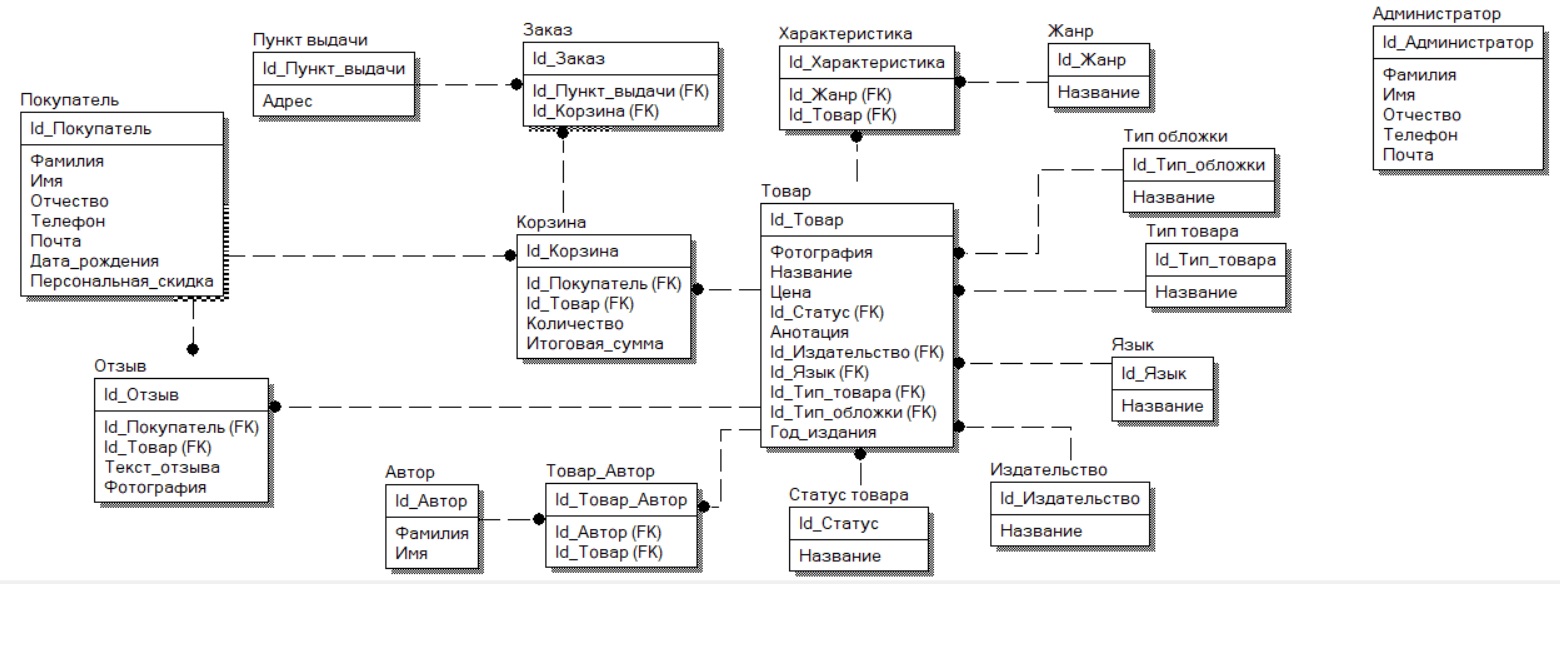 Покупатель
Id_Покупатель
Фамилия
Имя
Отчество
Телефон
Почта
Дата_рождения
Персональная_скидка
Пункт выдачи
Id_Пункт_выдачи
Адрес
Заказ
Id_Заказ
Id_Пункт_выдачи (FK)
Id_Корзина (FK)
Характеристика
Id_Характеристика
Id_Жанр (FK)
Id_Товар (FK)
Жанр
Id_Жанр
Название
Администратор
Id_Администратор
Фамилия
Имя
Отчество
Телефон
Почта
Тип обложки
Id_Тип_обложки
Название
Тип товара
Id_Тип_товара
Название
Корзина
Id_Корзина
Id_Покупатель (FK)
Id_Товар (FK)
Количество
Итоговая_сумма
Товар
Id_Товар
Фотография
Название
Цена
Id_Статус (FK)
Анотация
Id_Издательство (FK)
Id_Язык (FK)
Id_Тип_товара (FK)
Id_Тип_обложки (FK)
Год_издания
Язык
Id_Язык
Название
Отзыв
Id_Отзыв
Id_Покупатель (FK)
Id_Товар (FK)
Текст_отзыва
Фотография
Автор
Id_Автор
Фамилия
Имя
Товар_Автор
Id_Товар_Автор
Id_Автор (FK)
Id_Товар (FK)
Статус товара
Id_Статус
Название
Издательство
Id_Издательство
Название